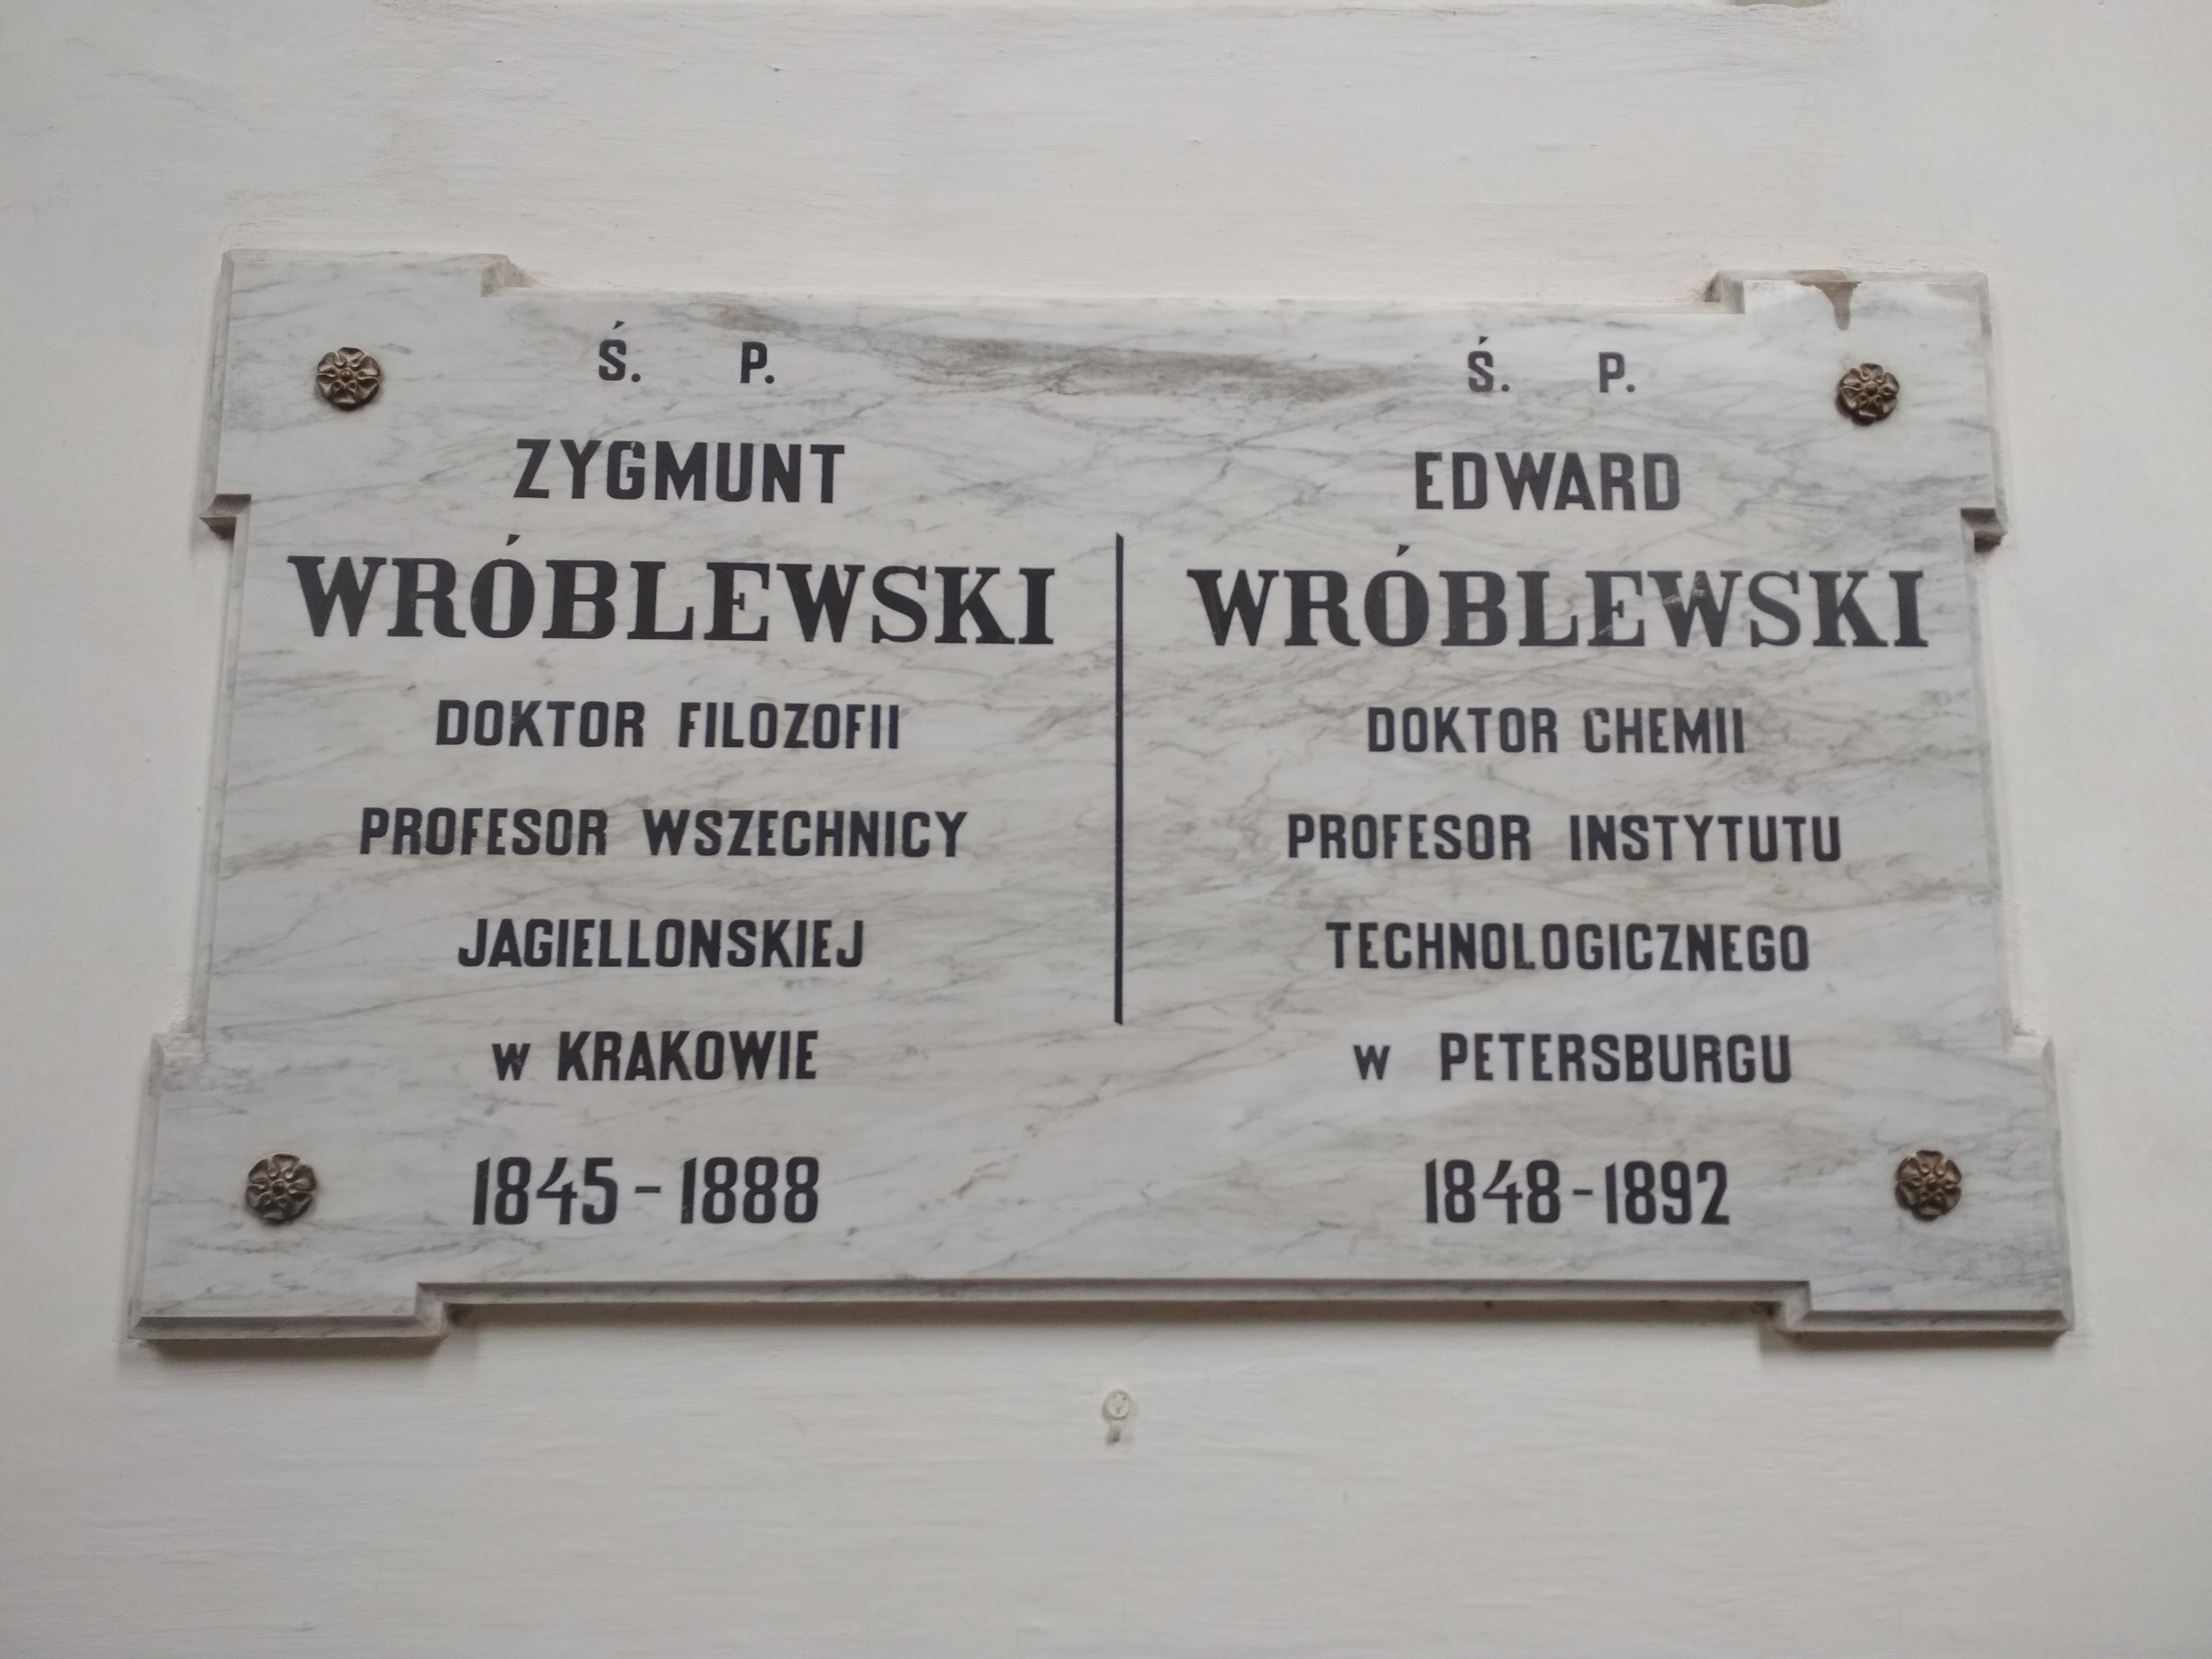 Ś. P.
ZYGMUNT
WRÓBLEWSKI
DOKTOR FILOZOFII
PROFESOR WSZECHNICY
JAGIELLONSKIEJ
w KRAKOWIE
1845-1888
Ś. P.
EDWARD
WRÓBLEWSKI
DOKTOR CHEMII
PROFESOR INSTYTUTU
TECHNOLOGICZNEGO
w PETERSBURGU
1848-1892